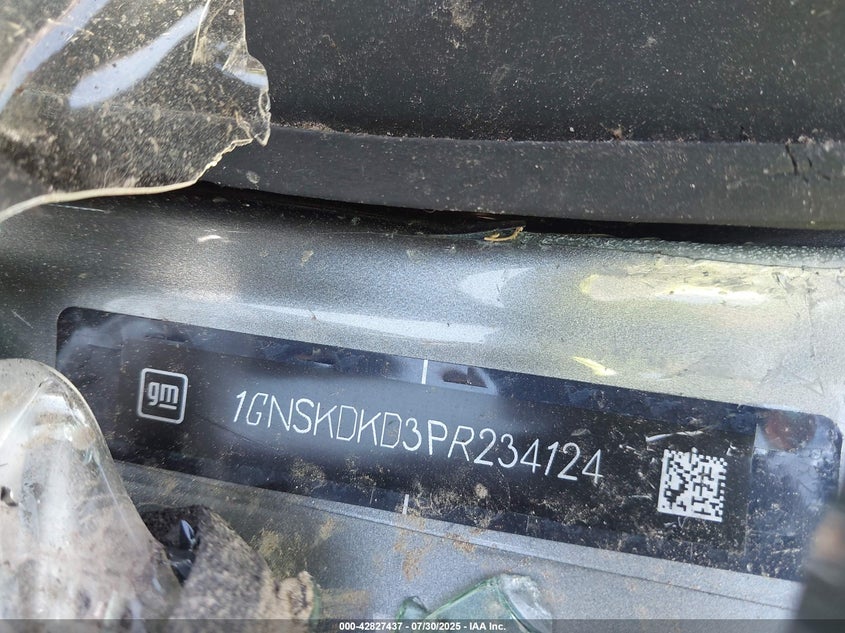 gm
1GNSKDKD3PR234124
000-42827437 - 07/30/2025 - IAA Inc.